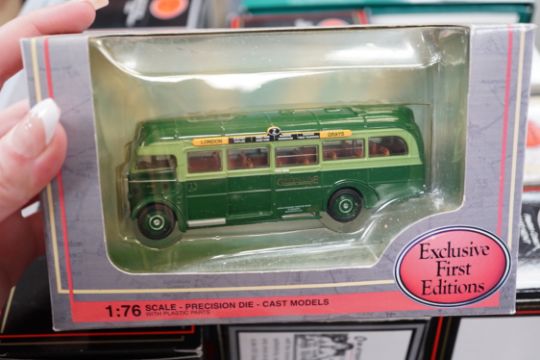 LONDON GRAYS
Exclusive
First
Editions
1:76 SCALE - PRECISION DIE - CAST MODELS
WITH PLASTIC PARTS